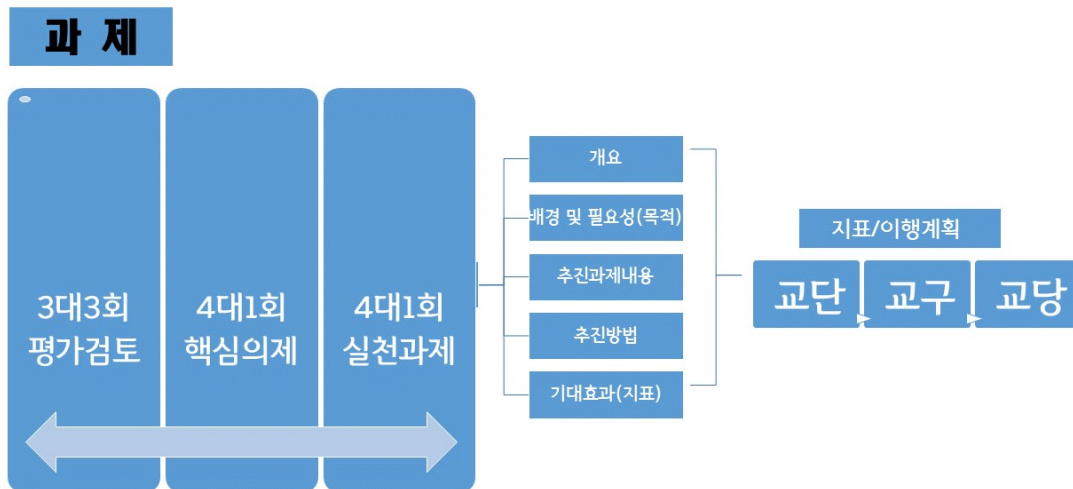 과 제
3대3회
평가검토
4대1회
핵심의제
4대1회
실천과제
개요
배경 및 필요성(목적)
추진과제내용
추진방법
기대효과(지표)
지표/이행계획
교단
교구
교당